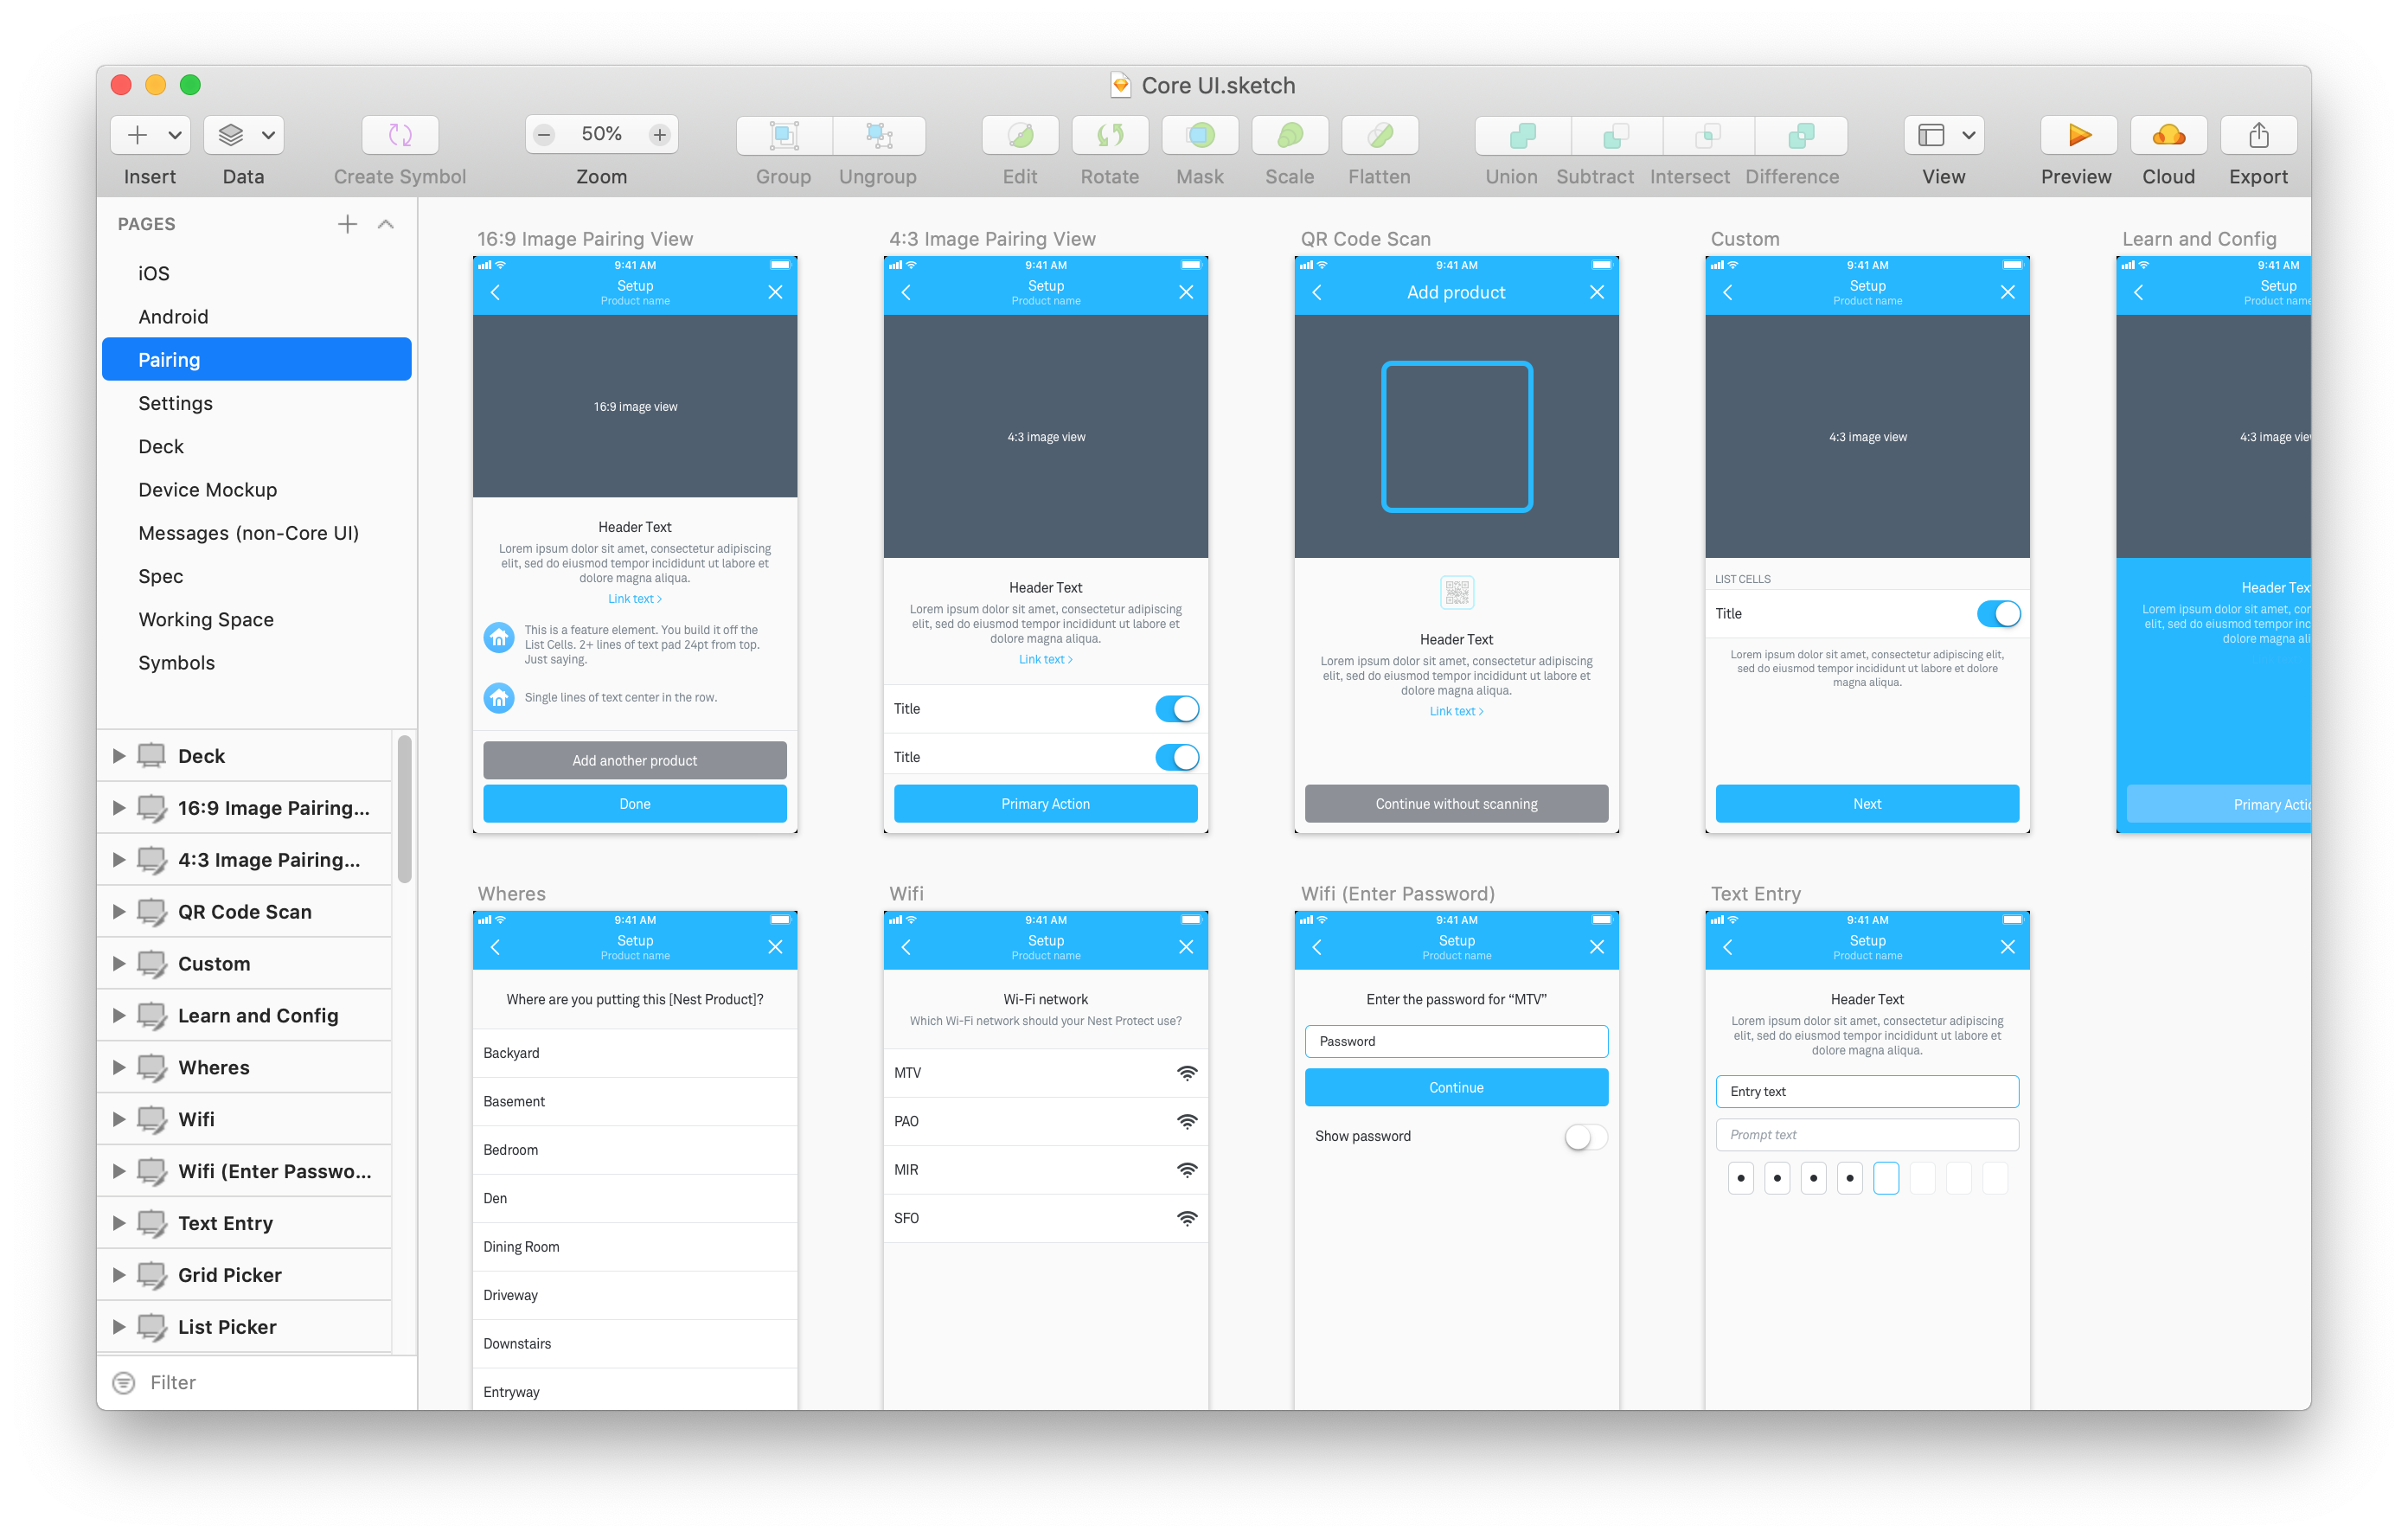 Core UI.sketch
50%
Insert Data Create Symbol Zoom Group Ungroup Edit Rotate Mask Scale Flatten Union Subtract Intersect Difference View Preview Cloud Export
PAGES
iOS
Android
Pairing
Settings
Deck
Device Mockup
Messages (non-Core UI)
Spec
Working Space
Symbols
Deck
16:9 Image Pairing...
4:3 Image Pairing...
QR Code Scan
Custom
Learn and Config
Wheres
Wifi
Wifi (Enter Passwo...
Text Entry
Grid Picker
List Picker
Filter
16:9 Image Pairing View
9:41 AM
Setup
Product name
16:9 image view
Header Text
Lorem ipsum dolor sit amet, consectetur adipiscing
elit, sed do eiusmod tempor incididunt ut labore et
dolore magna aliqua.
Link text >
This is a feature element. You build it off the
List Cells. 2+ lines of text pad 24pt from top.
Just saying.
Single lines of text center in the row.
Add another product
Done
4:3 Image Pairing View
9:41 AM
Setup
Product name
4:3 image view
Header Text
Lorem ipsum dolor sit amet, consectetur adipiscing
elit, sed do eiusmod tempor incididunt ut labore et
dolore magna aliqua.
Link text >
Title
Title
Primary Action
QR Code Scan
9:41 AM
Add product
Header Text
Lorem ipsum dolor sit amet, consectetur adipiscing
elit, sed do eiusmod tempor incididunt ut labore et
dolore magna aliqua.
Link text >
Continue without scanning
Custom
9:41 AM
Setup
Product name
4:3 image view
LIST CELLS
Title
Lorem ipsum dolor sit amet, consectetur adipiscing elit,
sed do eiusmod tempor incididunt ut labore et dolore
magna aliqua.
Next
Learn and Config
9:41 AM
Setup
Product name
4:3 image vie
Header Tex
Lorem ipsum dolor sit amet, con
elit, sed do eiusmod tempor inc
dolore magna ali
Primary Actio
Wheres
9:41 AM
Setup
Product name
Where are you putting this [Nest Product]?
Backyard
Basement
Bedroom
Den
Dining Room
Driveway
Downstairs
Entryway
Wifi
9:41 AM
Setup
Product name
Wi-Fi network
Which Wi-Fi network should your Nest Protect use?
MTV
PAO
MIR
SFO
Wifi (Enter Password)
9:41 AM
Setup
Product name
Enter the password for “MTV”
Password
Continue
Show password
Text Entry
9:41 AM
Setup
Product name
Header Text
Lorem ipsum dolor sit amet, consectetur adipiscing
elit, sed do eiusmod tempor incididunt ut labore et
dolore magna aliqua.
Entry text
Prompt text